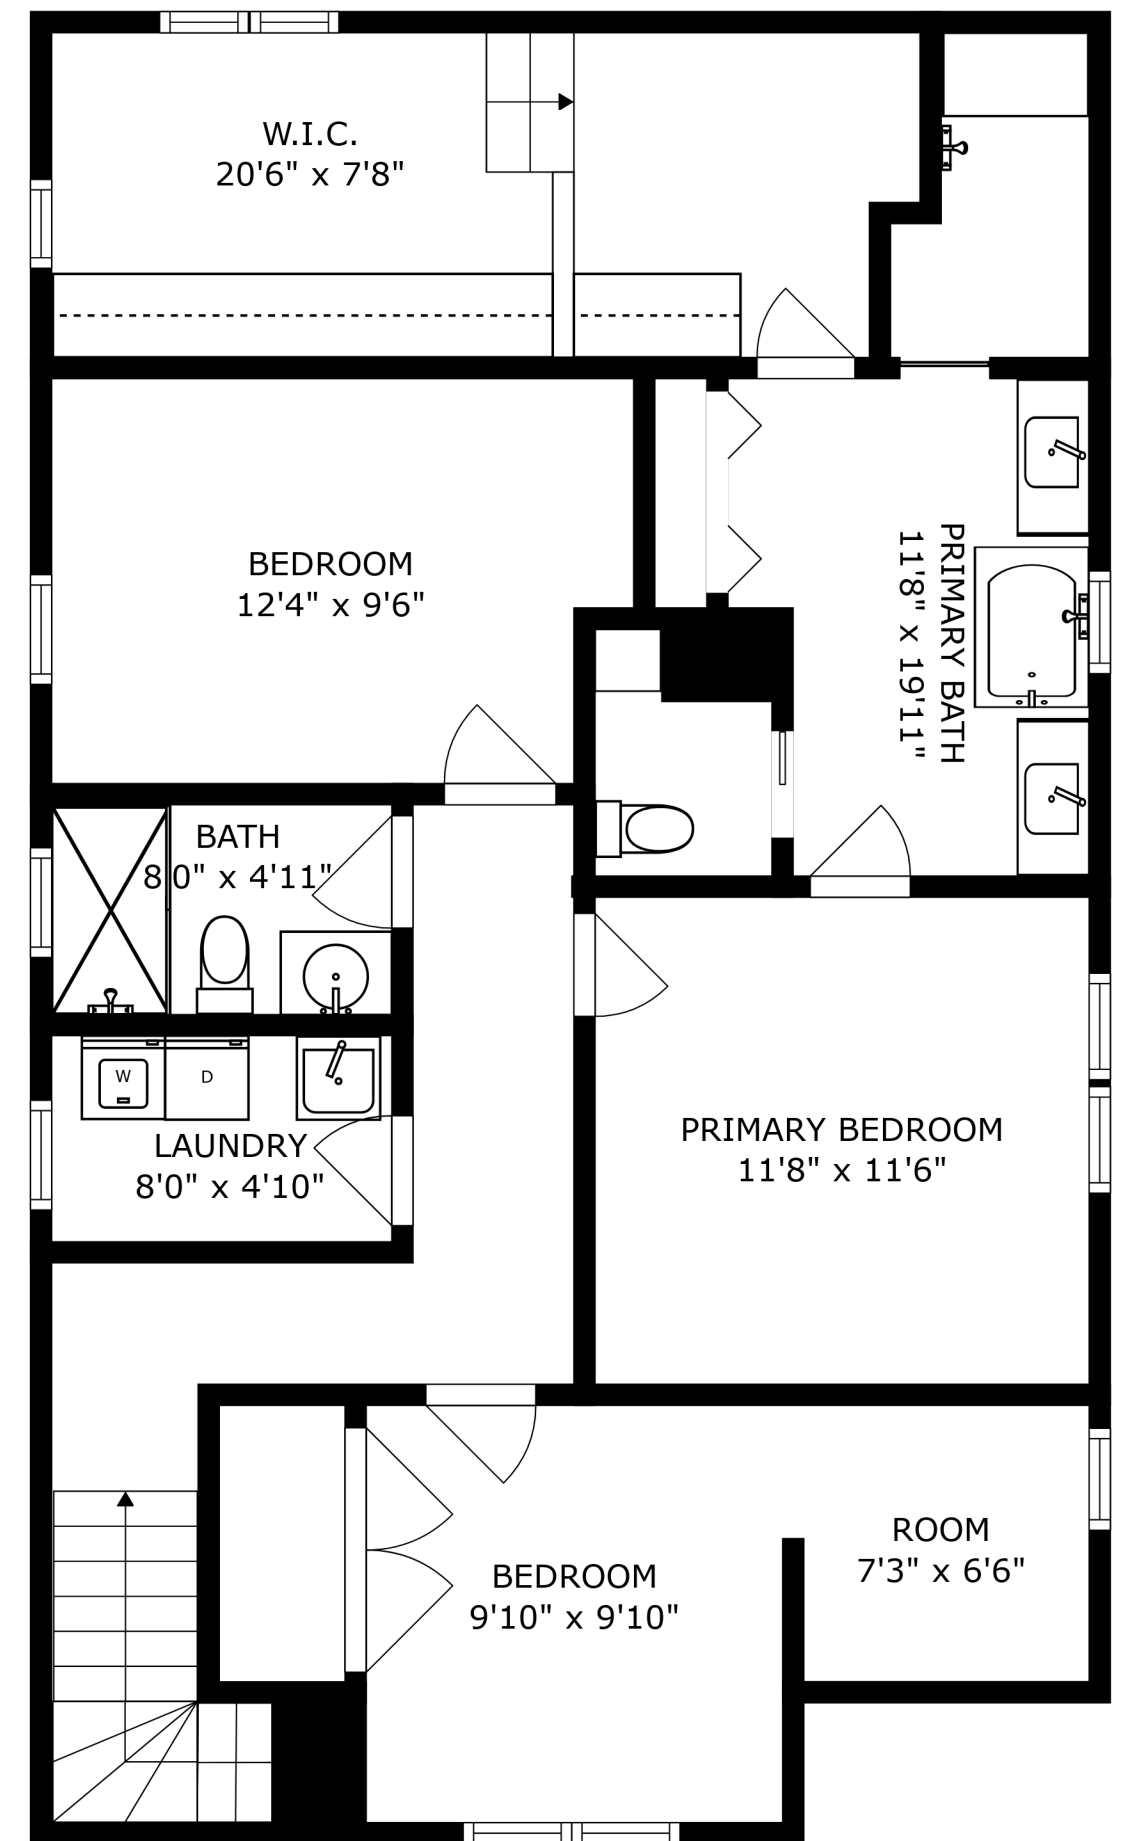 W.I.C.
20'6" x 7'8"
BEDROOM
12'4" x 9'6"
PRIMARY BATH
11'8" x 19'11"
BATH
8'0" x 4'11"
W
D
LAUNDRY
8'0" x 4'10"
PRIMARY BEDROOM
11'8" x 11'6"
ROOM
7'3" x 6'6"
BEDROOM
9'10" x 9'10"